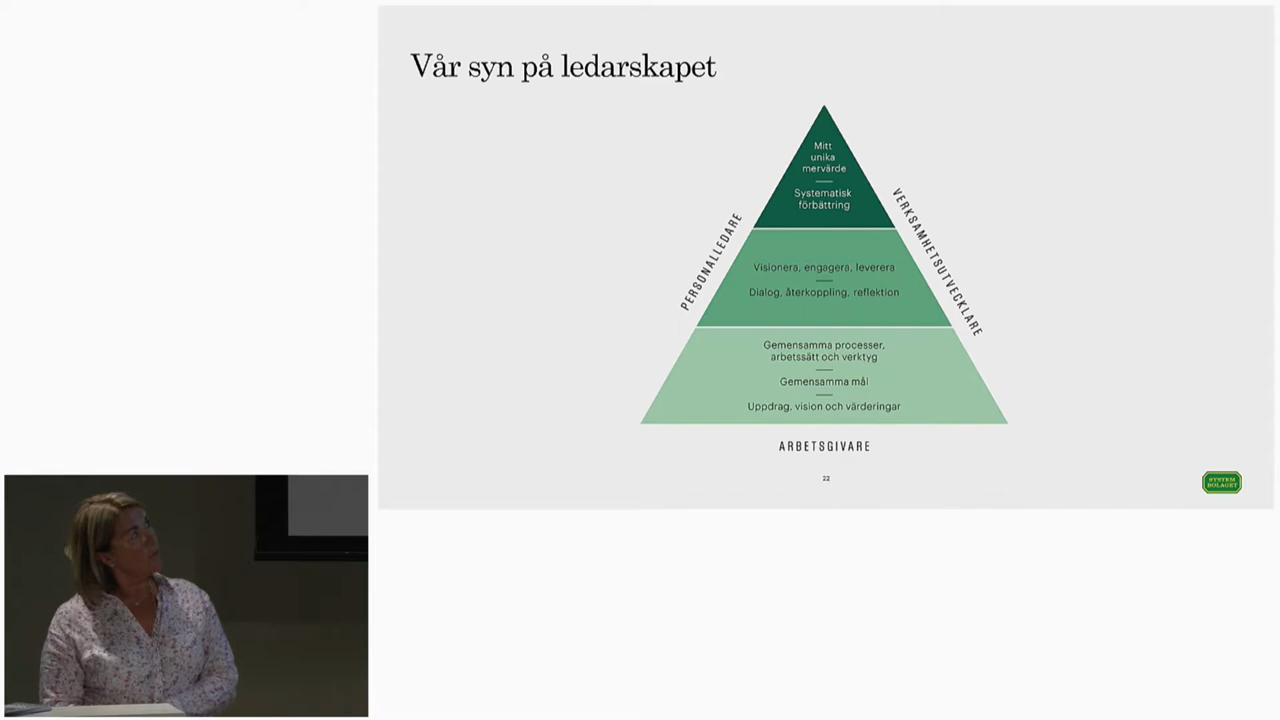 Vår syn på ledarskapet
Mitt
unika
mervärde
Systematisk
förbättring
PERSONALLEDARE
VERKSAMHETSUTVECKLARE
Visionera, engagera, leverera
Dialog, återkoppling, reflektion
Gemensamma processer,
arbetssätt och verktyg
Gemensamma mål
Uppdrag, vision och värderingar
ARBETSGIVARE
22
SYSTEM
BOLAGET